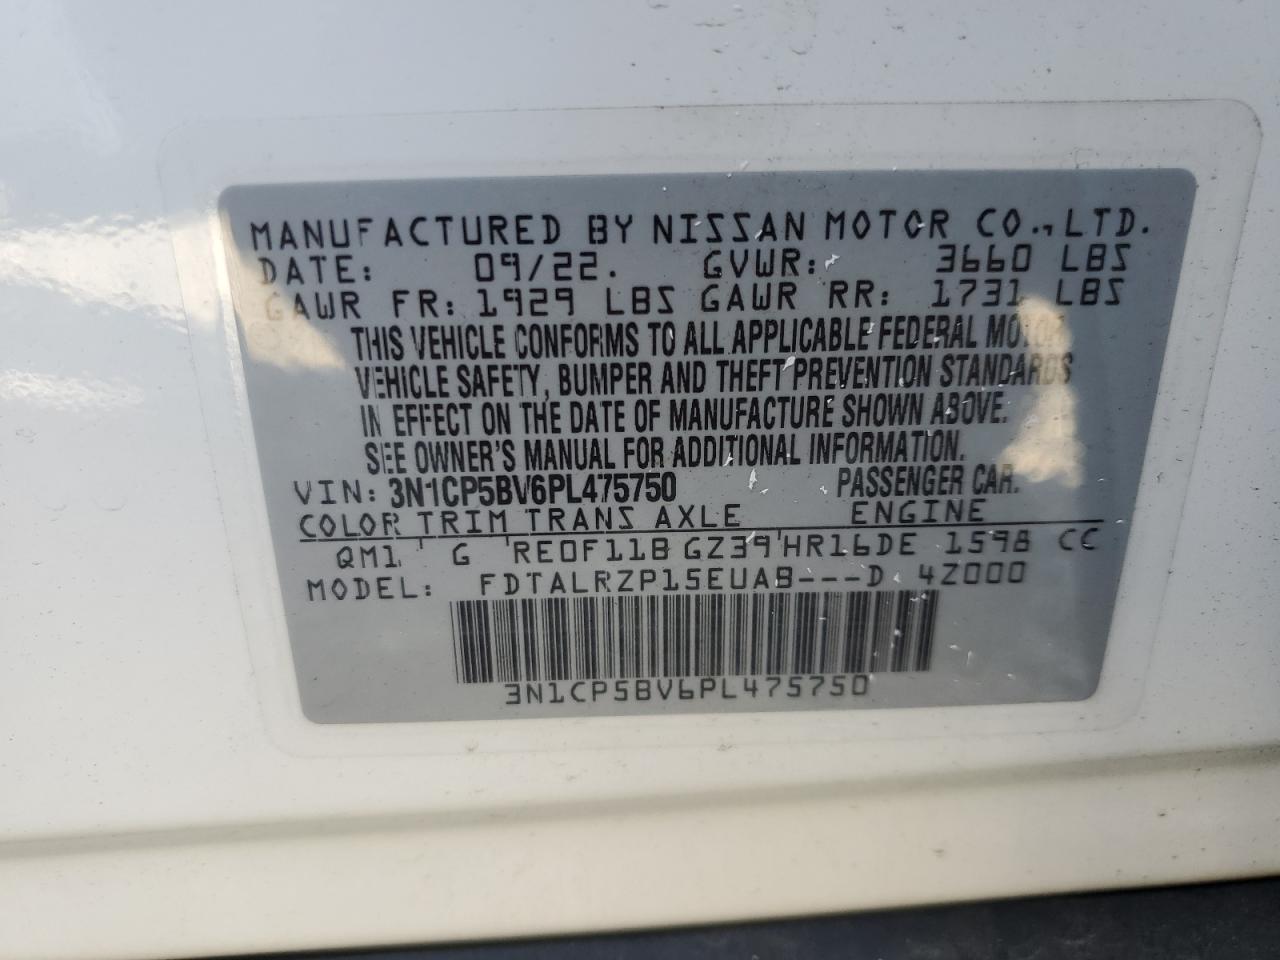 MANUFACTURED BY NISSAN MOTOR CO., LTD.
DATE: 09/22. GVWR: 3660 LBS
GAWR FR: 1929 LBS GAWR RR: 1731 LBS
THIS VEHICLE CONFORMS TO ALL APPLICABLE FEDERAL MOTOR
VEHICLE SAFETY, BUMPER AND THEFT PREVENTION STANDARDS
IN EFFECT ON THE DATE OF MANUFACTURE SHOWN ABOVE.
SEE OWNER'S MANUAL FOR ADDITIONAL INFORMATION.
VIN: 3N1CP5BV6PL475750 PASSENGER CAR.
COLOR TRIM TRANS AXLE ENGINE
QM1 G RE0F11B GZ39 HR16DE 1598 CC
MODEL: FDTALRZP15EUAB---D 4Z000
3N1CP5BV6PL475750